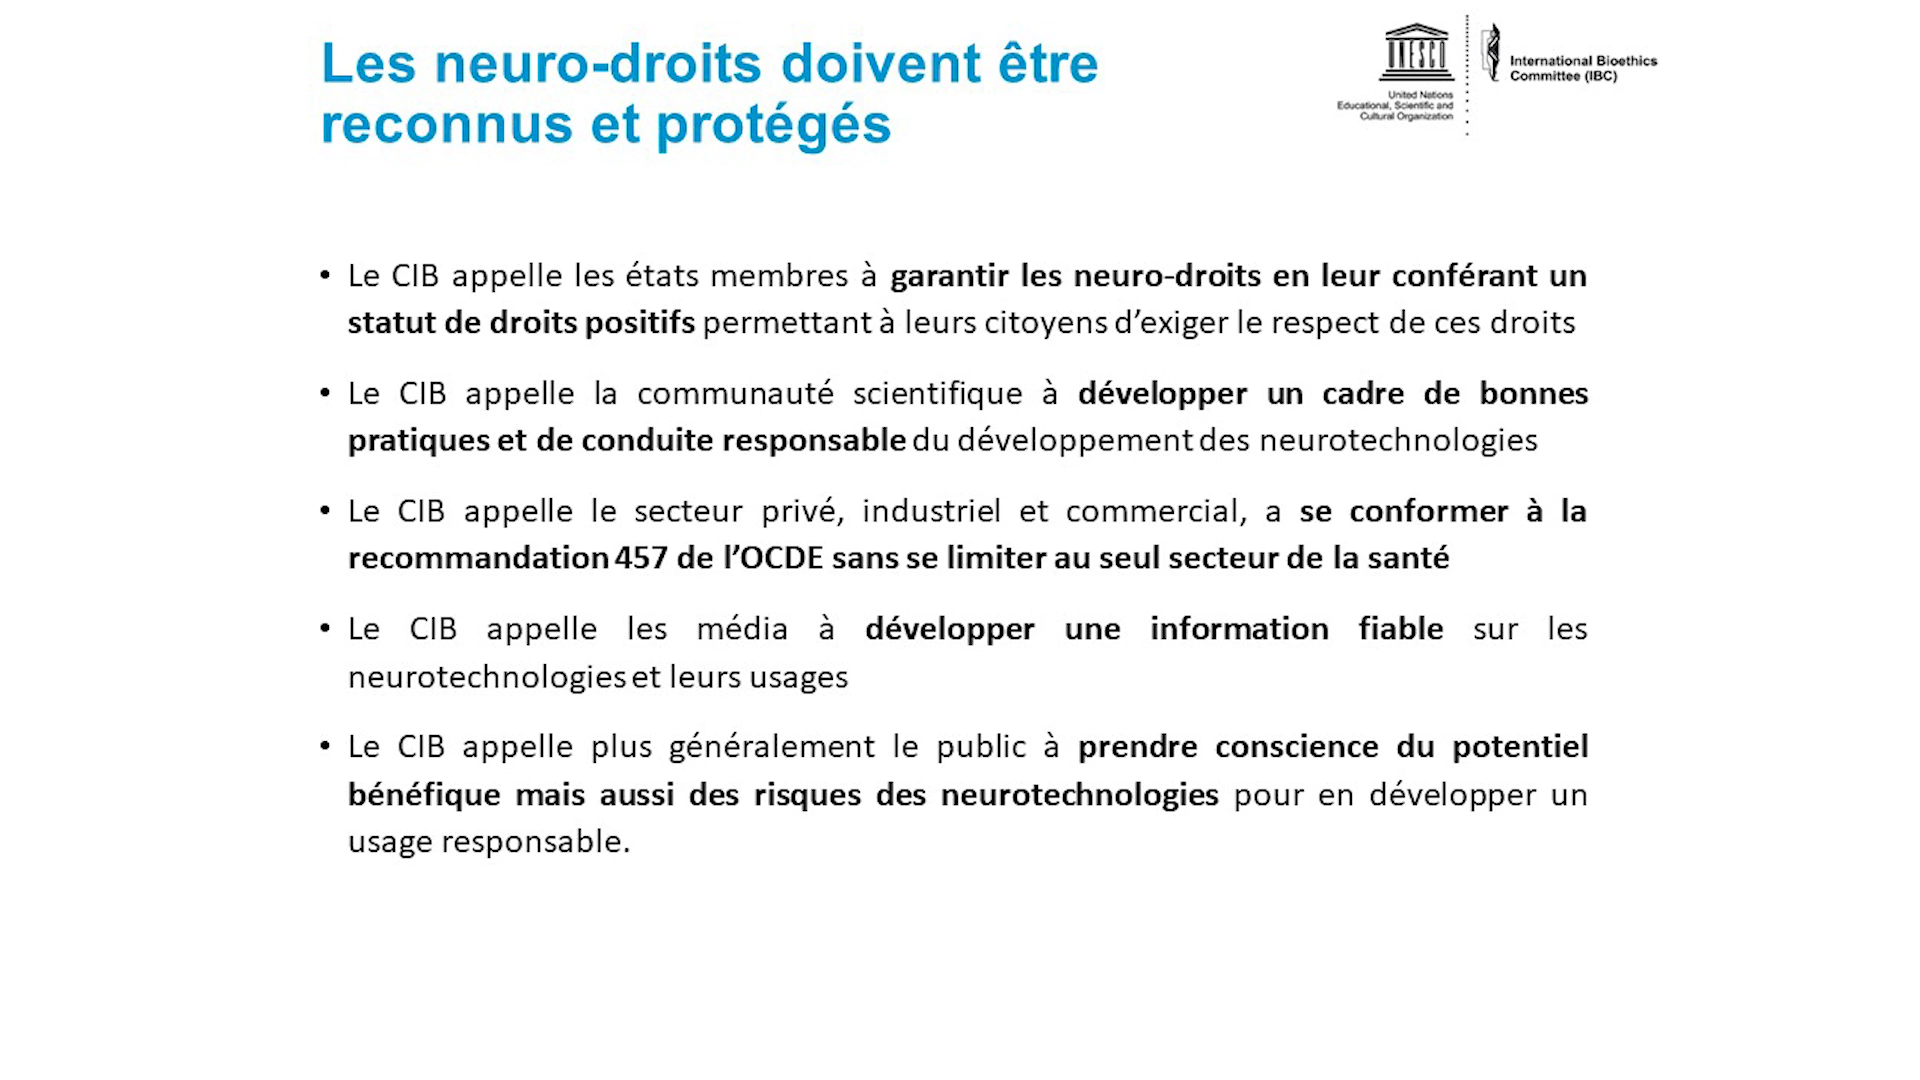 Les neuro-droits doivent être
reconnus et protégés
UNESCO
United Nations
Educational, Scientific and
Cultural Organization
International Bioethics
Committee (IBC)
• Le CIB appelle les états membres à garantir les neuro-droits en leur conférant un
statut de droits positifs permettant à leurs citoyens d’exiger le respect de ces droits
• Le CIB appelle la communauté scientifique à développer un cadre de bonnes
pratiques et de conduite responsable du développement des neurotechnologies
• Le CIB appelle le secteur privé, industriel et commercial, a se conformer à la
recommandation 457 de l’OCDE sans se limiter au seul secteur de la santé
• Le CIB appelle les média à développer une information fiable sur les
neurotechnologies et leurs usages
• Le CIB appelle plus généralement le public à prendre conscience du potentiel
bénéfique mais aussi des risques des neurotechnologies pour en développer un
usage responsable.